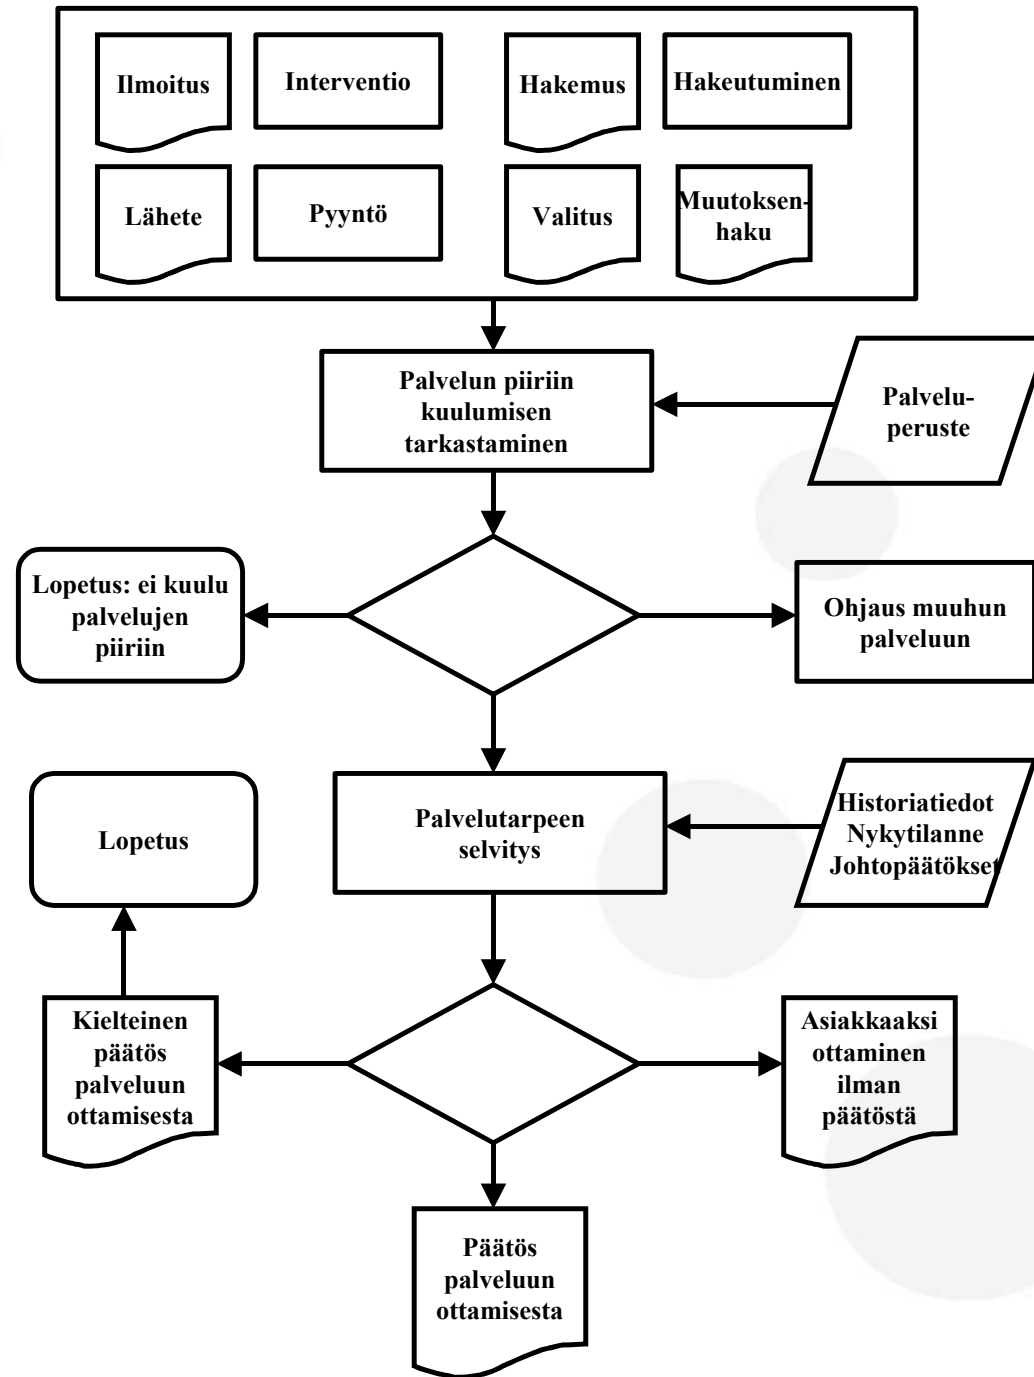 Ilmoitus
Interventio
Hakemus
Hakeutuminen
Lähete
Pyyntö
Valitus
Muutoksen-
haku
Palvelun piiriin
kuulumisen
tarkastaminen
Palvelu-
peruste
Lopetus: ei kuulu
palvelujen
piiriin
Ohjaus muuhun
palveluun
Lopetus
Palvelutarpeen
selvitys
Historiatiedot
Nykytilanne
Johtopäätökset
Kielteinen
päätös
palveluun
ottamisesta
Asiakkaaksi
ottaminen
ilman
päätöstä
Päätös
palveluun
ottamisesta